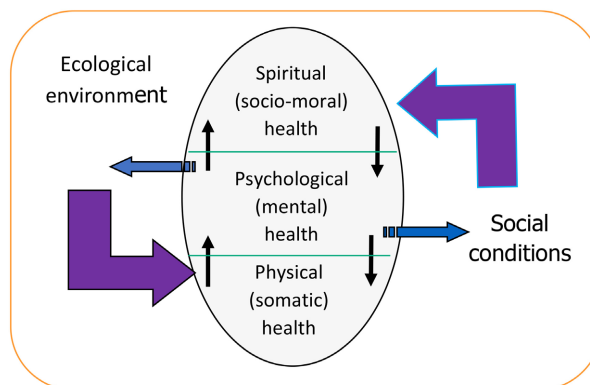 Ecological
environment
Spiritual
(socio-moral)
health
Psychological
(mental)
health
Social
conditions
Physical
(somatic)
health